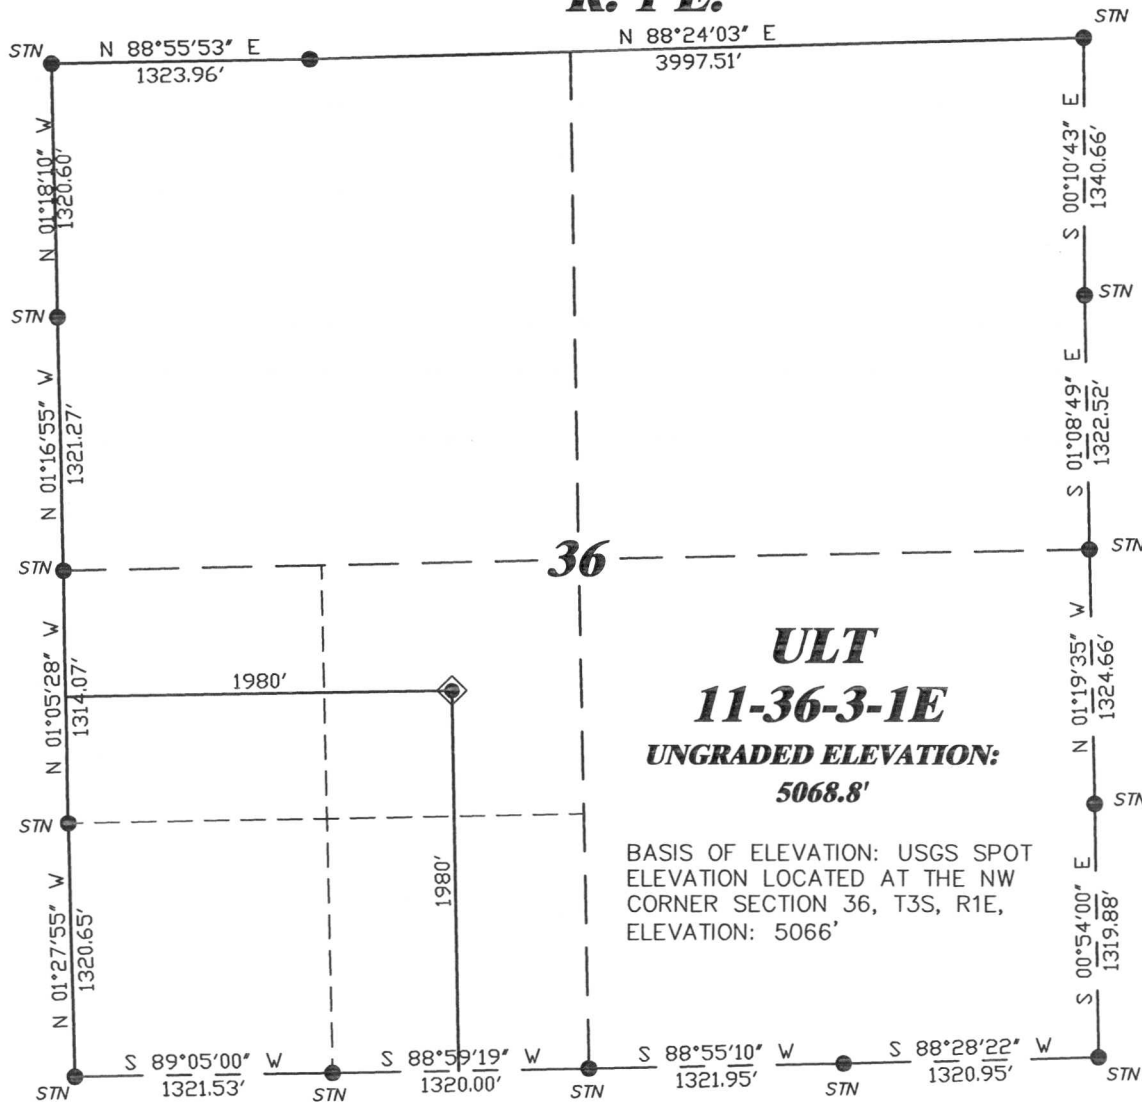 R. 1 E.
STN
STN
N 88°55'53" E
1323.96'
N 88°24'03" E
3997.51'
N 01°18'10" W
1320.60'
S 00°10'43" E
1340.66'
STN
STN
N 01°16'55" W
1321.27'
S 01°08'49" E
1322.52'
STN
36
STN
N 01°05'28" W
1314.07'
1980'
ULT
11-36-3-1E
UNGRADED ELEVATION:
5068.8'
N 01°19'35" W
1324.66'
STN
STN
1980'
BASIS OF ELEVATION: USGS SPOT
ELEVATION LOCATED AT THE NW
CORNER SECTION 36, T3S, R1E,
ELEVATION: 5066'
N 01°27'55" W
1320.65'
S 00°54'00" E
1319.88'
S 89°05'00" W
1321.53'
S 88°59'19" W
1320.00'
S 88°55'10" W
1321.95'
S 88°28'22" W
1320.95'
STN
STN
STN
STN
STN